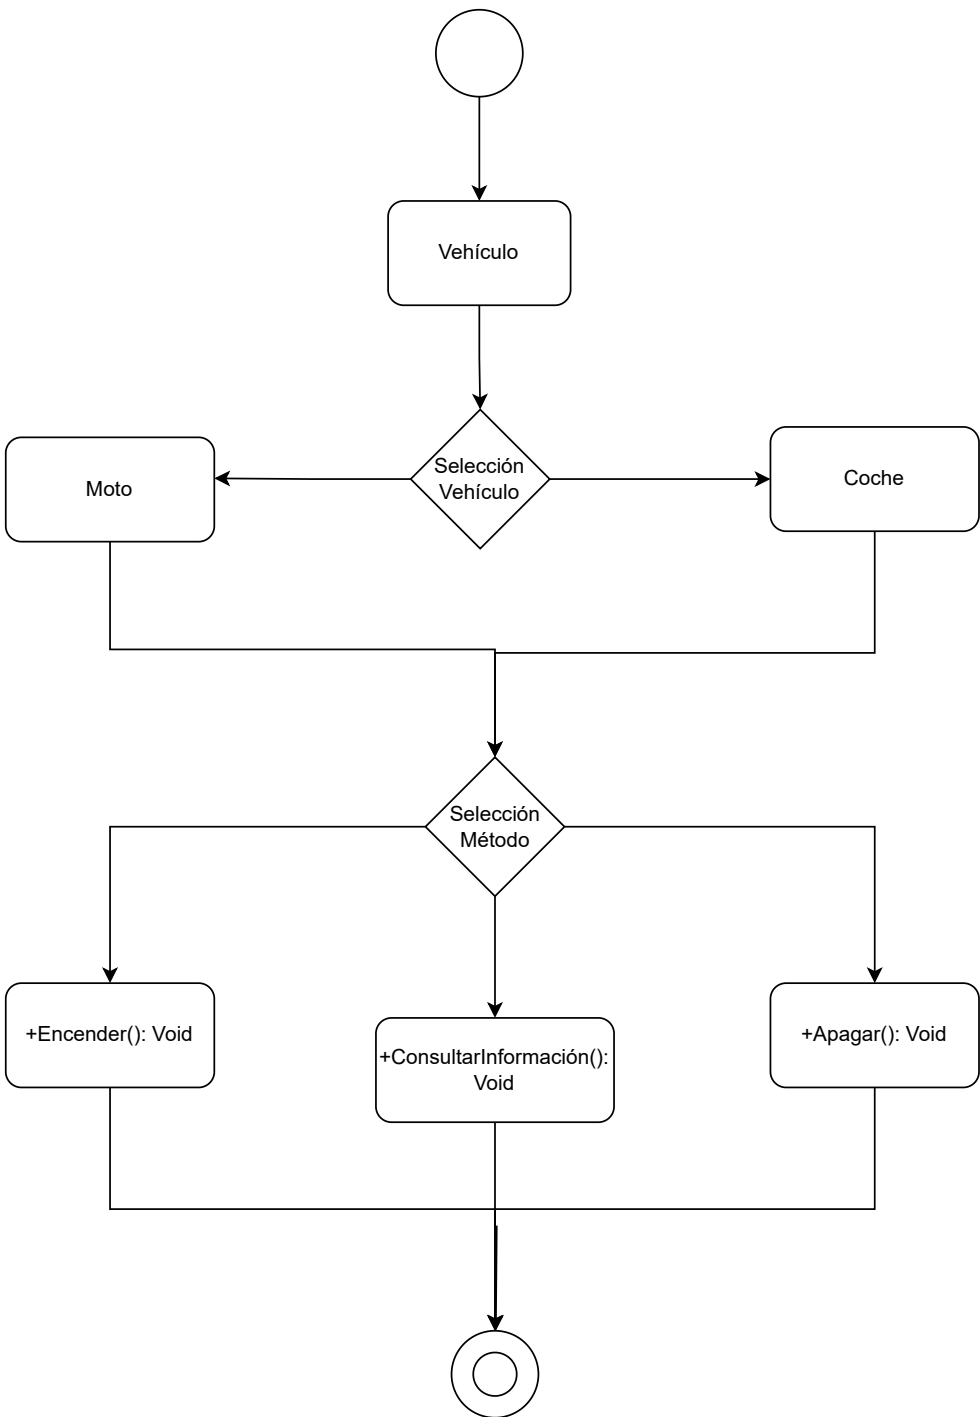 Vehículo
Selección
Vehículo
Moto
Coche
Selección
Método
+Encender(): Void
+ConsultarInformación():
Void
+Apagar(): Void